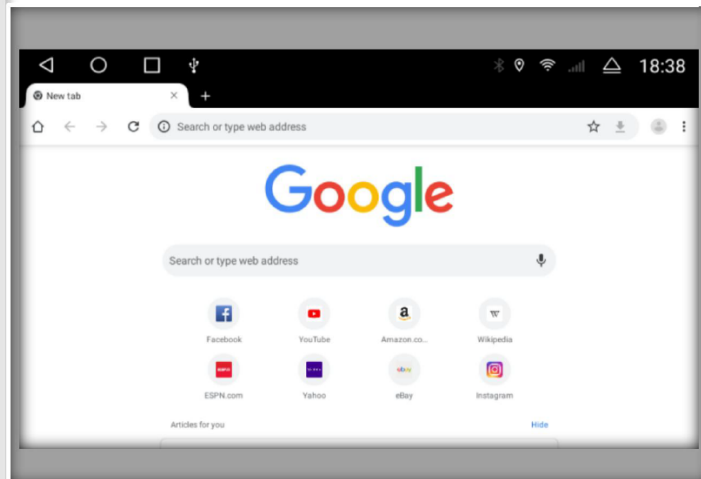 18:38
New tab
Search or type web address
Google
Search or type web address
Facebook YouTube Amazon.co... Wikipedia
ESPN.com Yahoo eBay Instagram
Articles for you Hide